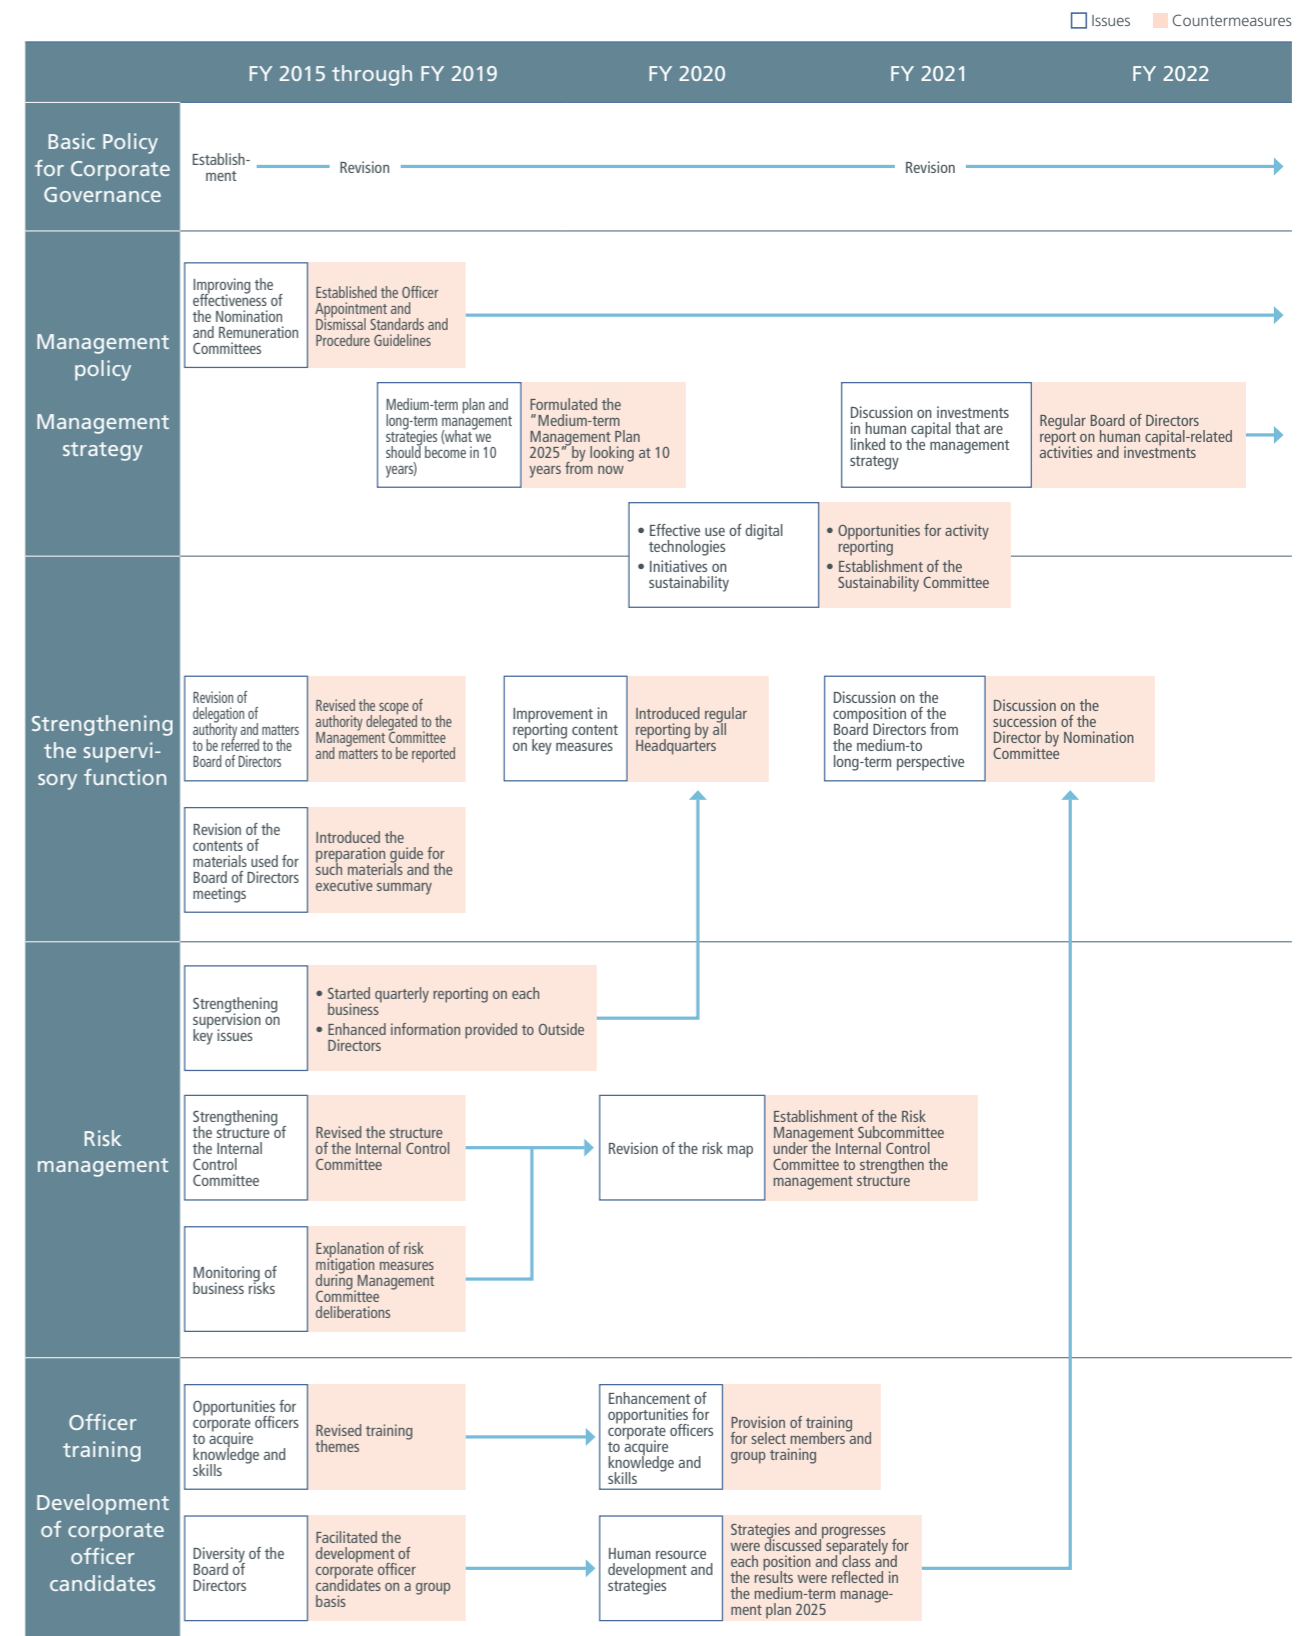 Issues
Countermeasures
FY 2015 through FY 2019
FY 2020
FY 2021
FY 2022
Basic Policy
for Corporate
Governance
Establish-
ment
Revision
Revision
Management
policy
Management
strategy
Improving the
effectiveness of
the Nomination
and Remuneration
Committees
Established the Officer
Appointment and
Dismissal Standards and
Procedure Guidelines
Medium-term plan and
long-term management
strategies (what we
should become in 10
years)
Formulated the
“Medium-term
Management Plan
2025” by looking at 10
years from now
Discussion on investments
in human capital that are
linked to the management
strategy
Regular Board of Directors
report on human capital-related
activities and investments
• Effective use of digital
technologies
• Initiatives on
sustainability
• Opportunities for activity
reporting
• Establishment of the
Sustainability Committee
Strengthening
the supervi-
sory function
Revision of
delegation of
authority and matters
to be referred to the
Board of Directors
Revised the scope of
authority delegated to the
Management Committee
and matters to be reported
Improvement in
reporting content
on key measures
Introduced regular
reporting by all
Headquarters
Discussion on the
composition of the
Board Directors from
the medium-to
long-term perspective
Discussion on the
succession of the
Director by Nomination
Committee
Revision of the
contents of
materials used for
Board of Directors
meetings
Introduced the
preparation guide for
such materials and the
executive summary
Risk
management
Strengthening
supervision on
key issues
• Started quarterly reporting on each
business
• Enhanced information provided to Outside
Directors
Strengthening
the structure of
the Internal
Control
Committee
Revised the structure
of the Internal Control
Committee
Revision of the risk map
Establishment of the Risk
Management Subcommittee
under the Internal Control
Committee to strengthen the
management structure
Monitoring of
business risks
Explanation of risk
mitigation measures
during Management
Committee
deliberations
Officer
training
Development
of corporate
officer
candidates
Opportunities for
corporate officers
to acquire
knowledge and
skills
Revised training
themes
Enhancement of
opportunities for
corporate officers
to acquire
knowledge and
skills
Provision of training
for select members and
group training
Diversity of the
Board of
Directors
Facilitated the
development of
corporate officer
candidates on a group
basis
Human resource
development and
strategies
Strategies and progresses
were discussed separately for
each position and class and
the results were reflected in
the medium-term manage-
ment plan 2025